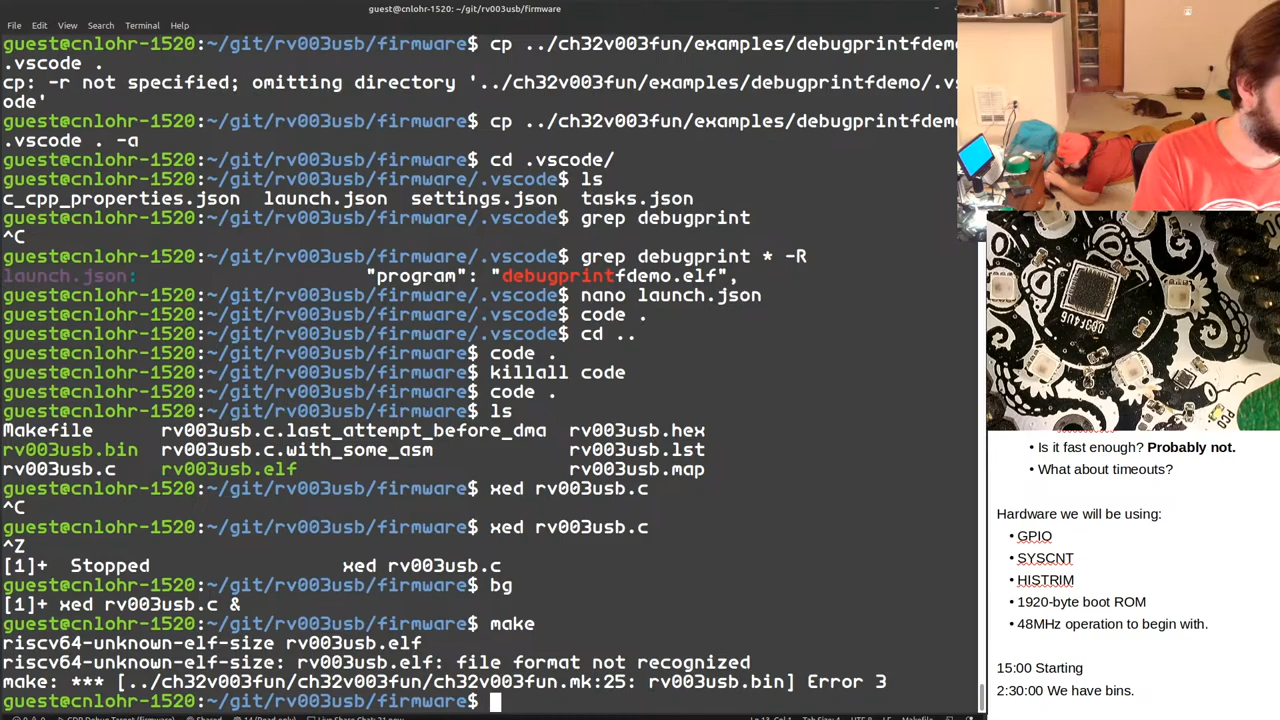 guest@cnlohr-1520: ~/git/rv003usb/firmware
File Edit View Search Terminal Help
guest@cnlohr-1520:~/git/rv003usb/firmware$ cp ../ch32v003fun/examples/debugprintfdemo
.vscode .
cp: -r not specified; omitting directory '../ch32v003fun/examples/debugprintfdemo/.vs
ode'
guest@cnlohr-1520:~/git/rv003usb/firmware$ cp ../ch32v003fun/examples/debugprintfdemo
.vscode . -a
guest@cnlohr-1520:~/git/rv003usb/firmware$ cd .vscode/
guest@cnlohr-1520:~/git/rv003usb/firmware/.vscode$ ls
c_cpp_properties.json launch.json settings.json tasks.json
guest@cnlohr-1520:~/git/rv003usb/firmware/.vscode$ grep debugprint
^C
guest@cnlohr-1520:~/git/rv003usb/firmware/.vscode$ grep debugprint * -R
launch.json: "program": "debugprintfdemo.elf",
guest@cnlohr-1520:~/git/rv003usb/firmware/.vscode$ nano launch.json
guest@cnlohr-1520:~/git/rv003usb/firmware/.vscode$ code .
guest@cnlohr-1520:~/git/rv003usb/firmware/.vscode$ cd ..
guest@cnlohr-1520:~/git/rv003usb/firmware$ code .
guest@cnlohr-1520:~/git/rv003usb/firmware$ killall code
guest@cnlohr-1520:~/git/rv003usb/firmware$ code .
guest@cnlohr-1520:~/git/rv003usb/firmware$ ls
Makefile rv003usb.c.last_attempt_before_dma rv003usb.hex
rv003usb.bin rv003usb.c.with_some_asm rv003usb.lst
rv003usb.c rv003usb.elf rv003usb.map
guest@cnlohr-1520:~/git/rv003usb/firmware$ xed rv003usb.c
^C
guest@cnlohr-1520:~/git/rv003usb/firmware$ xed rv003usb.c
^Z
[1]+ Stopped xed rv003usb.c
guest@cnlohr-1520:~/git/rv003usb/firmware$ bg
[1]+ xed rv003usb.c &
guest@cnlohr-1520:~/git/rv003usb/firmware$ make
riscv64-unknown-elf-size rv003usb.elf
riscv64-unknown-elf-size: rv003usb.elf: file format not recognized
make: *** [../ch32v003fun/ch32v003fun/ch32v003fun.mk:25: rv003usb.bin] Error 3
guest@cnlohr-1520:~/git/rv003usb/firmware$
• Is it fast enough? Probably not.
• What about timeouts?
Hardware we will be using:
• GPIO
• SYSCNT
• HISTRIM
• 1920-byte boot ROM
• 48MHz operation to begin with.
15:00 Starting
2:30:00 We have bins.